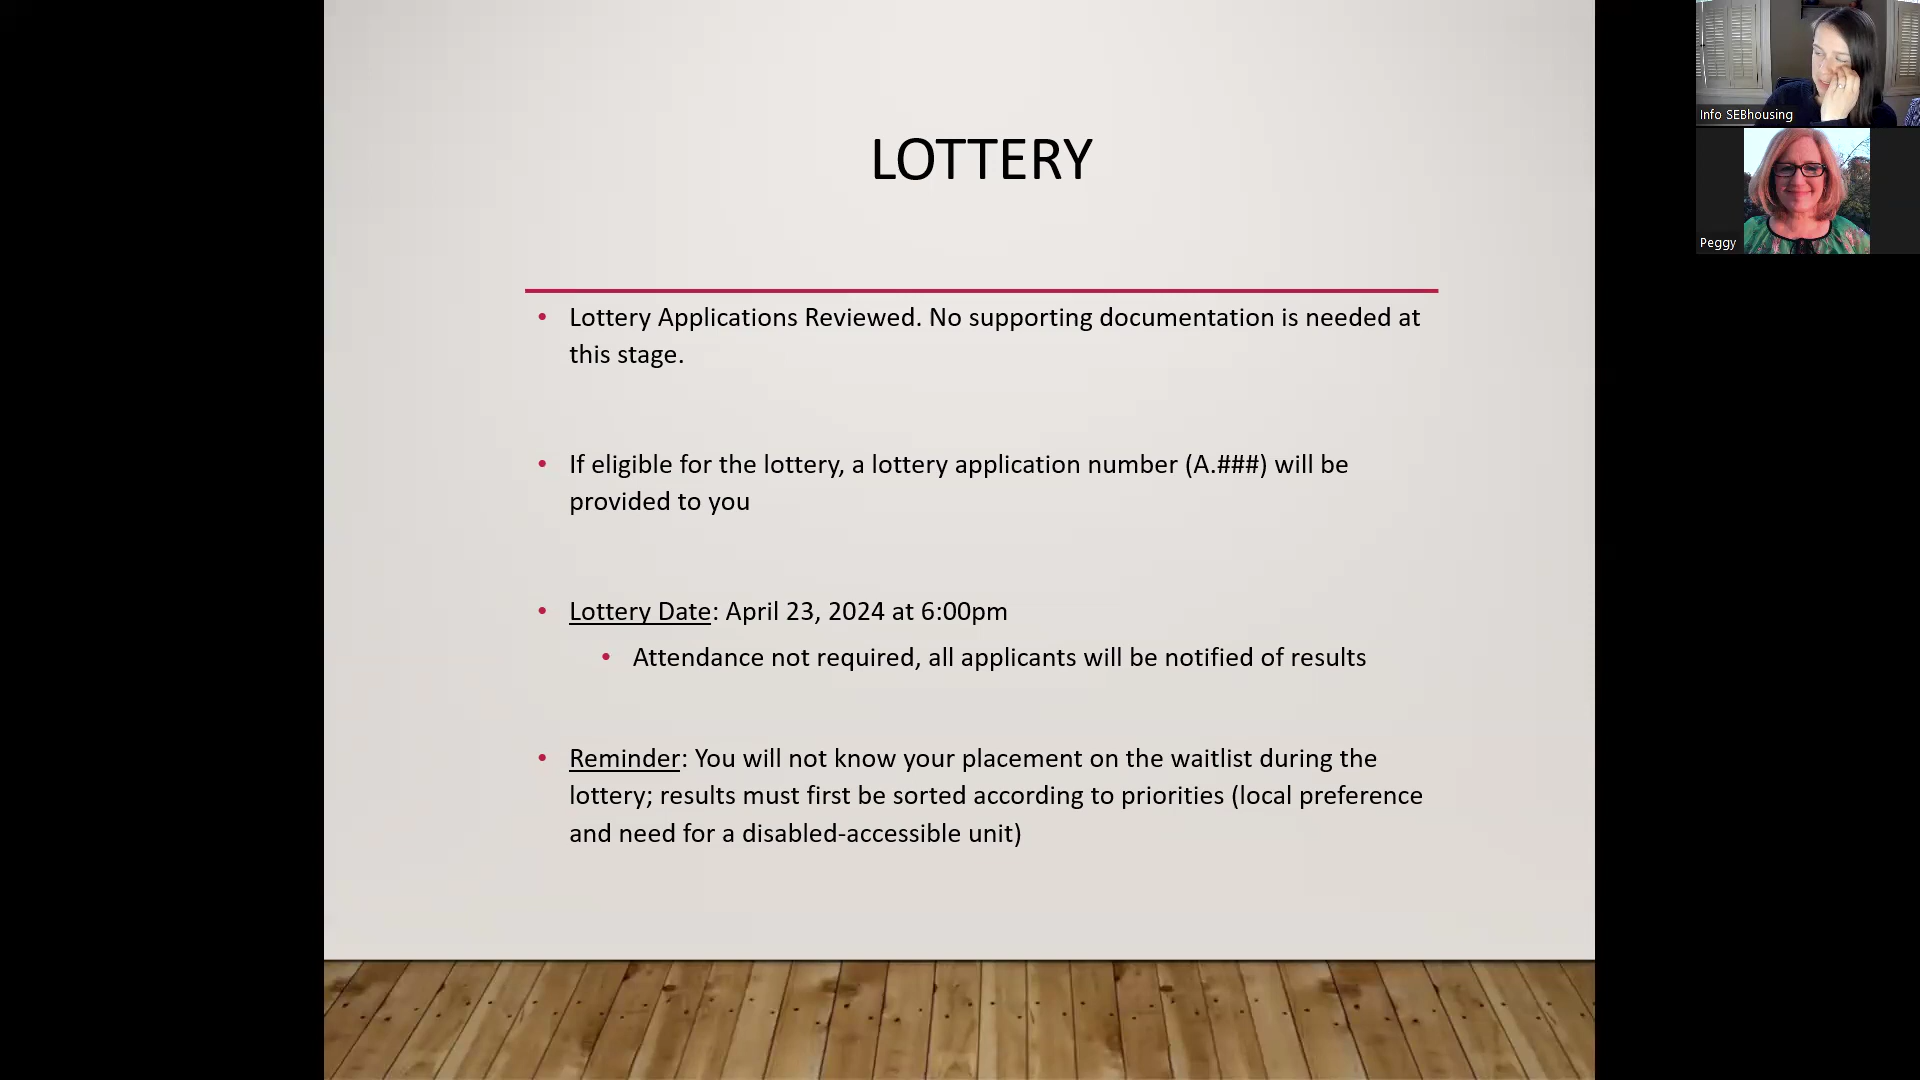 LOTTERY
• Lottery Applications Reviewed. No supporting documentation is needed at
this stage.
• If eligible for the lottery, a lottery application number (A.###) will be
provided to you
• Lottery Date: April 23, 2024 at 6:00pm
• Attendance not required, all applicants will be notified of results
• Reminder: You will not know your placement on the waitlist during the
lottery; results must first be sorted according to priorities (local preference
and need for a disabled-accessible unit)
Info SEBhousing
Peggy